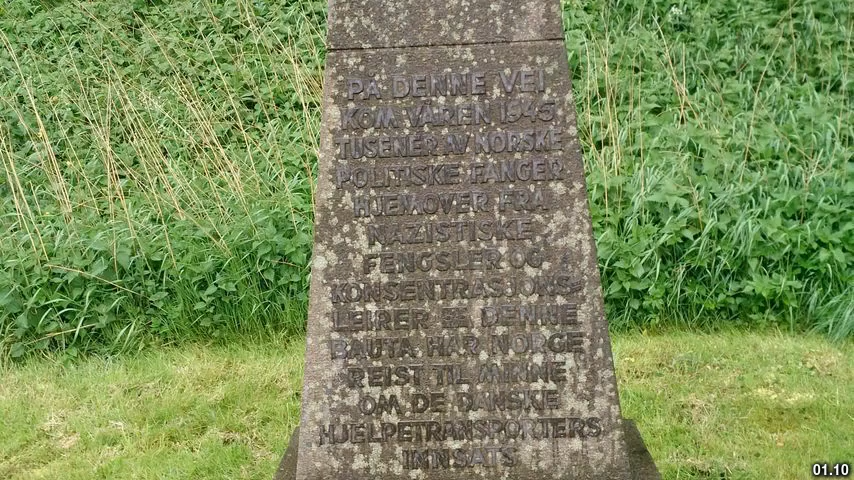 PÅ DENNE VEI
KOM VÅREN 1945
TUSENER AV NORSKE
POLITISKE FANGER
HJEMOVER FRA
NAZISTISKE
FENGSLER OG
KONSENTRASJONS-
LEIRER DENNE
BAUTA HAR NORGE
REIST TIL MINNE
OM DE DANSKE
HJELPETRANSPORTERS
INNSATS
01.10